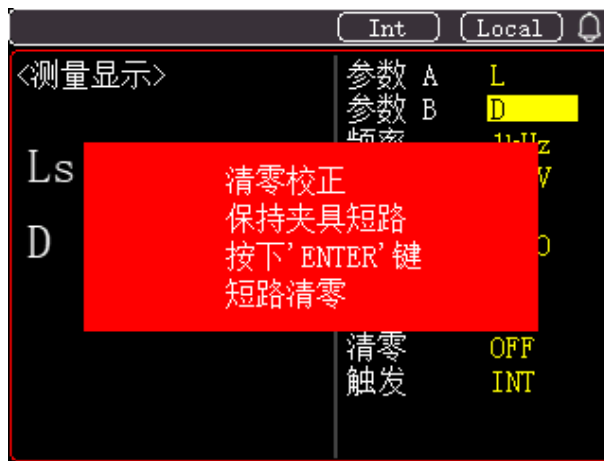 Int Local
<测量显示>
参数 A L
参数 B D
Ls
D
清零校正
保持夹具短路
按下'ENTER'键
短路清零
清零 OFF
触发 INT